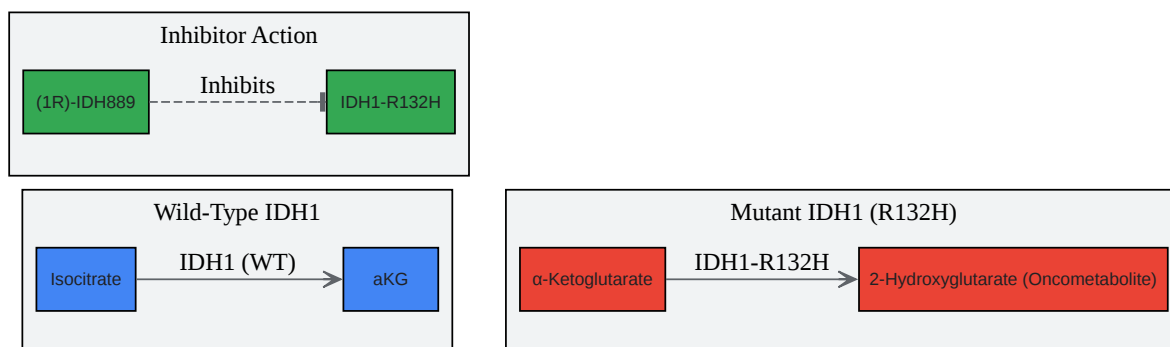 Inhibitor Action
Inhibits
(1R)-IDH889
IDH1-R132H
Wild-Type IDH1
IDH1 (WT)
Isocitrate
aKG
Mutant IDH1 (R132H)
IDH1-R132H
α-Ketoglutarate
2-Hydroxyglutarate (Oncometabolite)